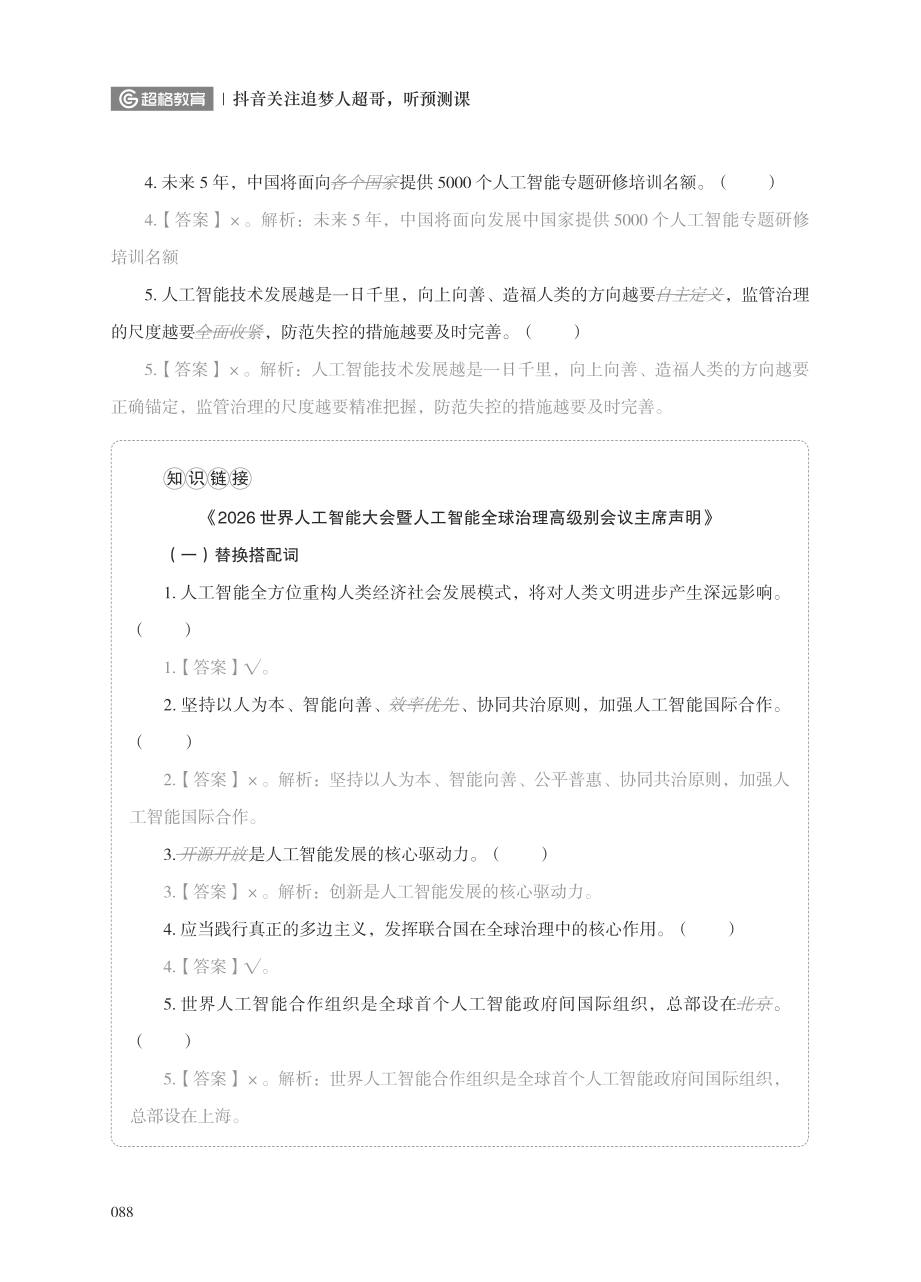 超格教育 | 抖音关注追梦人超哥，听预测课
4. 未来 5 年，中国将面向各个国家提供 5000 个人工智能专题研修培训名额。（　　）
4.【答案】×。解析：未来 5 年，中国将面向发展中国家提供 5000 个人工智能专题研修
培训名额
5. 人工智能技术发展越是一日千里，向上向善、造福人类的方向越要自主定义，监管治理
的尺度越要全面收紧，防范失控的措施越要及时完善。（　　）
5.【答案】×。解析：人工智能技术发展越是一日千里，向上向善、造福人类的方向越要
正确锚定，监管治理的尺度越要精准把握，防范失控的措施越要及时完善。
知识链接
《2026 世界人工智能大会暨人工智能全球治理高级别会议主席声明》
（一）替换搭配词
1. 人工智能全方位重构人类经济社会发展模式，将对人类文明进步产生深远影响。
（　　）
1.【答案】√。
2. 坚持以人为本、智能向善、效率优先、协同共治原则，加强人工智能国际合作。
（　　）
2.【答案】×。解析：坚持以人为本、智能向善、公平普惠、协同共治原则，加强人
工智能国际合作。
3.开源开放是人工智能发展的核心驱动力。（　　）
3.【答案】×。解析：创新是人工智能发展的核心驱动力。
4. 应当践行真正的多边主义，发挥联合国在全球治理中的核心作用。（　　）
4.【答案】√。
5. 世界人工智能合作组织是全球首个人工智能政府间国际组织，总部设在北京。
（　　）
5.【答案】×。解析：世界人工智能合作组织是全球首个人工智能政府间国际组织，
总部设在上海。
088